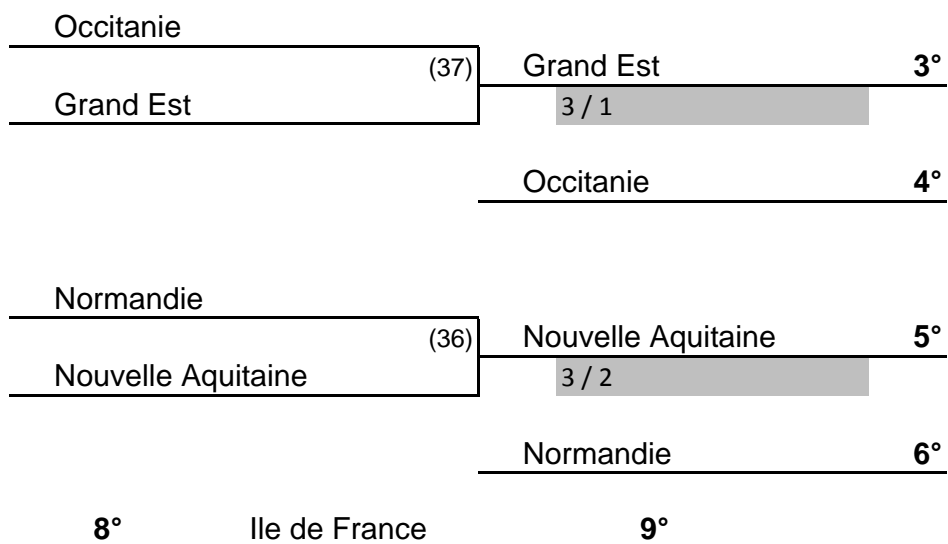 Occitanie
(37) Grand Est 3°
Grand Est 3 / 1
Occitanie 4°
Normandie
(36) Nouvelle Aquitaine 5°
Nouvelle Aquitaine 3 / 2
Normandie 6°
8° Ile de France 9°